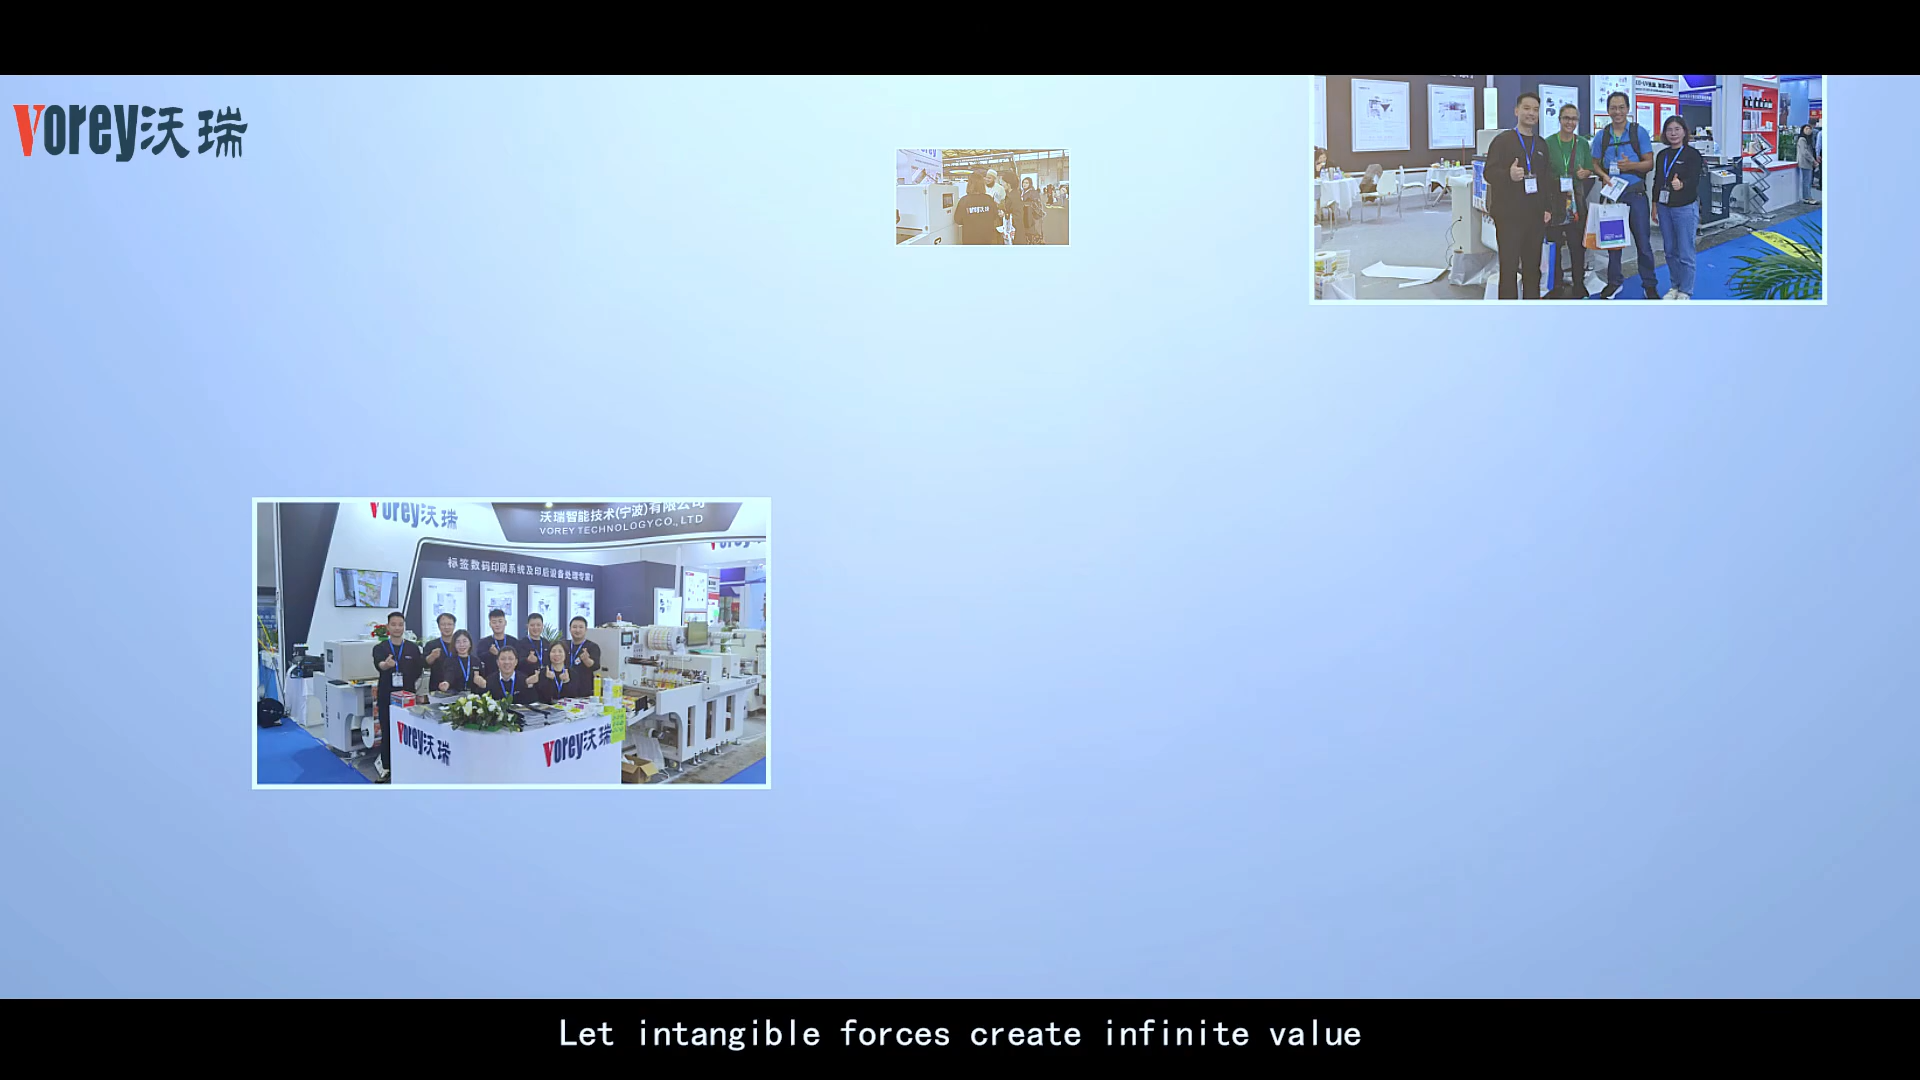 Vorey沃瑞
Vorey沃瑞
沃瑞智能技术(宁波)有限公司
VOREY TECHNOLOGY CO., LTD
标签数码印刷系统及印后设备处理专家!
Vorey沃瑞
Vorey沃瑞
Let intangible forces create infinite value